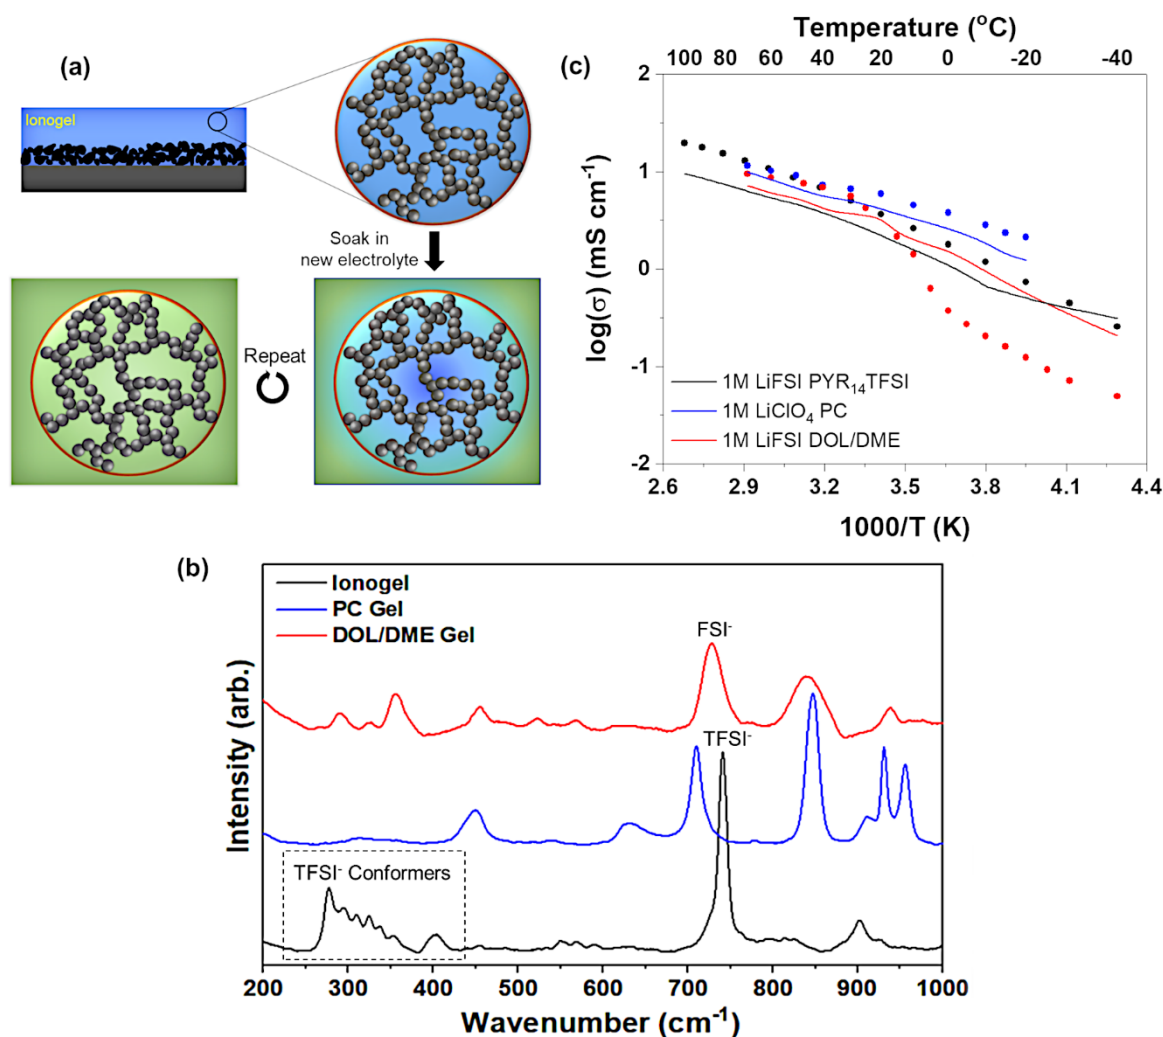 (a)
Ionogel
Soak in
new electrolyte
Repeat
(c)
Temperature (°C)
100 80 60 40 20 0 -20 -40
log(σ) (mS cm⁻¹)
2
1
0
-1
-2
1M LiFSI PYR₁₄TFSI
1M LiClO₄ PC
1M LiFSI DOL/DME
2.6 2.9 3.2 3.5 3.8 4.1 4.4
1000/T (K)
(b)
Ionogel
PC Gel
DOL/DME Gel
FSI⁻
TFSI⁻
TFSI⁻ Conformers
Intensity (arb.)
200 300 400 500 600 700 800 900 1000
Wavenumber (cm⁻¹)